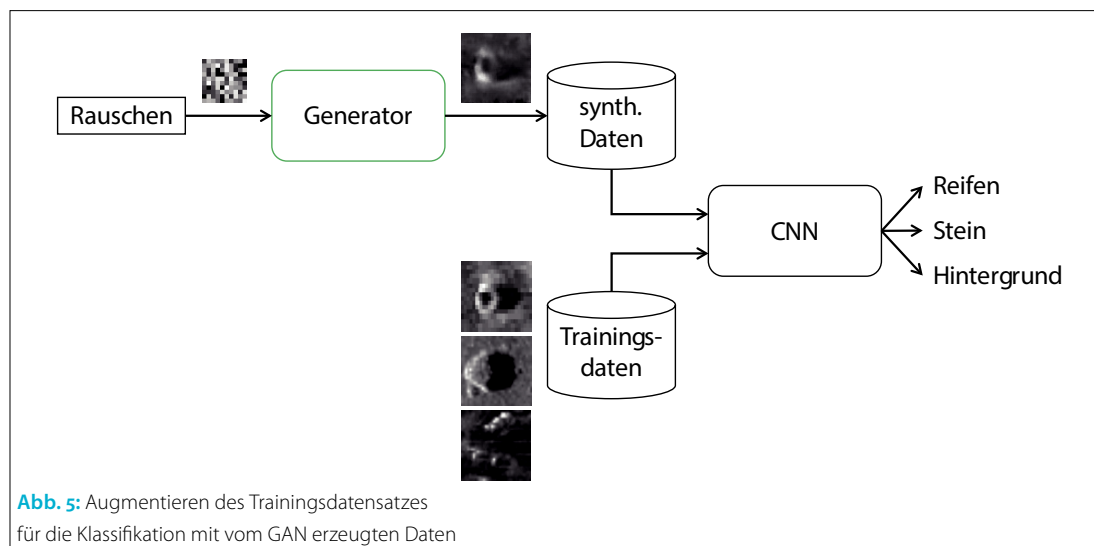 Rauschen
Generator
synth.
Daten
CNN
Reifen
Stein
Hintergrund
Trainings-
daten
Abb. 5: Augmentieren des Trainingsdatensatzes
für die Klassifikation mit vom GAN erzeugten Daten